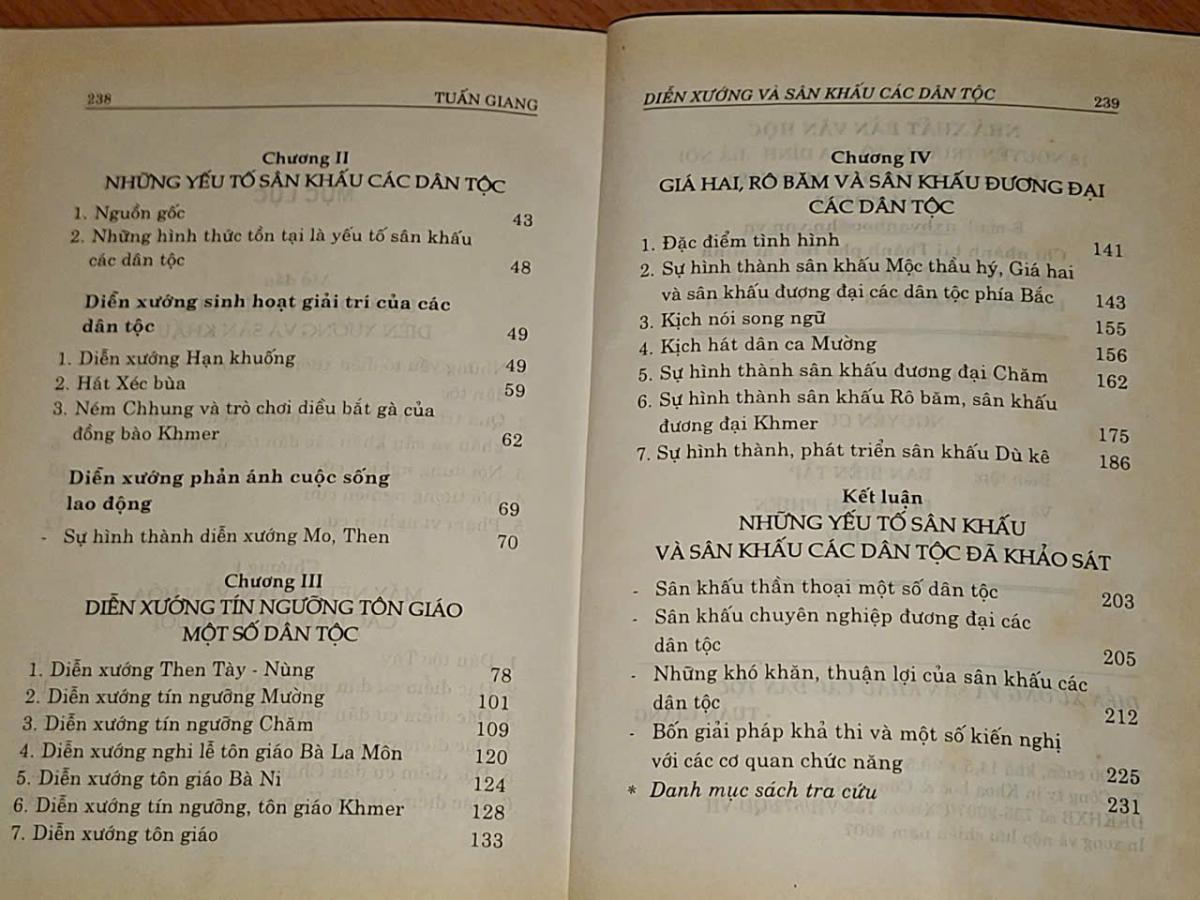 238
TUẤN GIANG
Chương II
NHỮNG YẾU TỐ SÂN KHẤU CÁC DÂN TỘC
1. Nguồn gốc 43
2. Những hình thức tồn tại là yếu tố sân khấu
các dân tộc 48
Diễn xướng sinh hoạt giải trí của các
dân tộc 49
1. Diễn xướng Hạn khuống 49
2. Hát Xéc bùa 59
3. Ném Chhung và trò chơi diều bắt gà của
đồng bào Khmer 62
Diễn xướng phản ánh cuộc sống
lao động 69
- Sự hình thành diễn xướng Mo, Then 70
Chương III
DIỄN XƯỚNG TÍN NGƯỠNG TÔN GIÁO
MỘT SỐ DÂN TỘC
1. Diễn xướng Then Tày - Nùng 78
2. Diễn xướng tín ngưỡng Mường 101
3. Diễn xướng tín ngưỡng Chăm 109
4. Diễn xướng nghi lễ tôn giáo Bà La Môn 120
5. Diễn xướng tôn giáo Bà Ni 124
6. Diễn xướng tín ngưỡng, tôn giáo Khmer 128
7. Diễn xướng tôn giáo 133
DIỄN XƯỚNG VÀ SÂN KHẤU CÁC DÂN TỘC
239
Chương IV
GIÁ HAI, RÔ BĂM VÀ SÂN KHẤU ĐƯƠNG ĐẠI
CÁC DÂN TỘC
1. Đặc điểm tình hình 141
2. Sự hình thành sân khấu Mộc thầu hý, Giá hai
và sân khấu đương đại các dân tộc phía Bắc 143
3. Kịch nói song ngữ 155
4. Kịch hát dân ca Mường 156
5. Sự hình thành sân khấu đương đại Chăm 162
6. Sự hình thành sân khấu Rô băm, sân khấu
đương đại Khmer 175
7. Sự hình thành, phát triển sân khấu Dù kê 186
Kết luận
NHỮNG YẾU TỐ SÂN KHẤU
VÀ SÂN KHẤU CÁC DÂN TỘC ĐÃ KHẢO SÁT
- Sân khấu thần thoại một số dân tộc 203
- Sân khấu chuyên nghiệp đương đại các
dân tộc 205
- Những khó khăn, thuận lợi của sân khấu các
dân tộc 212
- Bốn giải pháp khả thi và một số kiến nghị
với các cơ quan chức năng 225
* Danh mục sách tra cứu 231